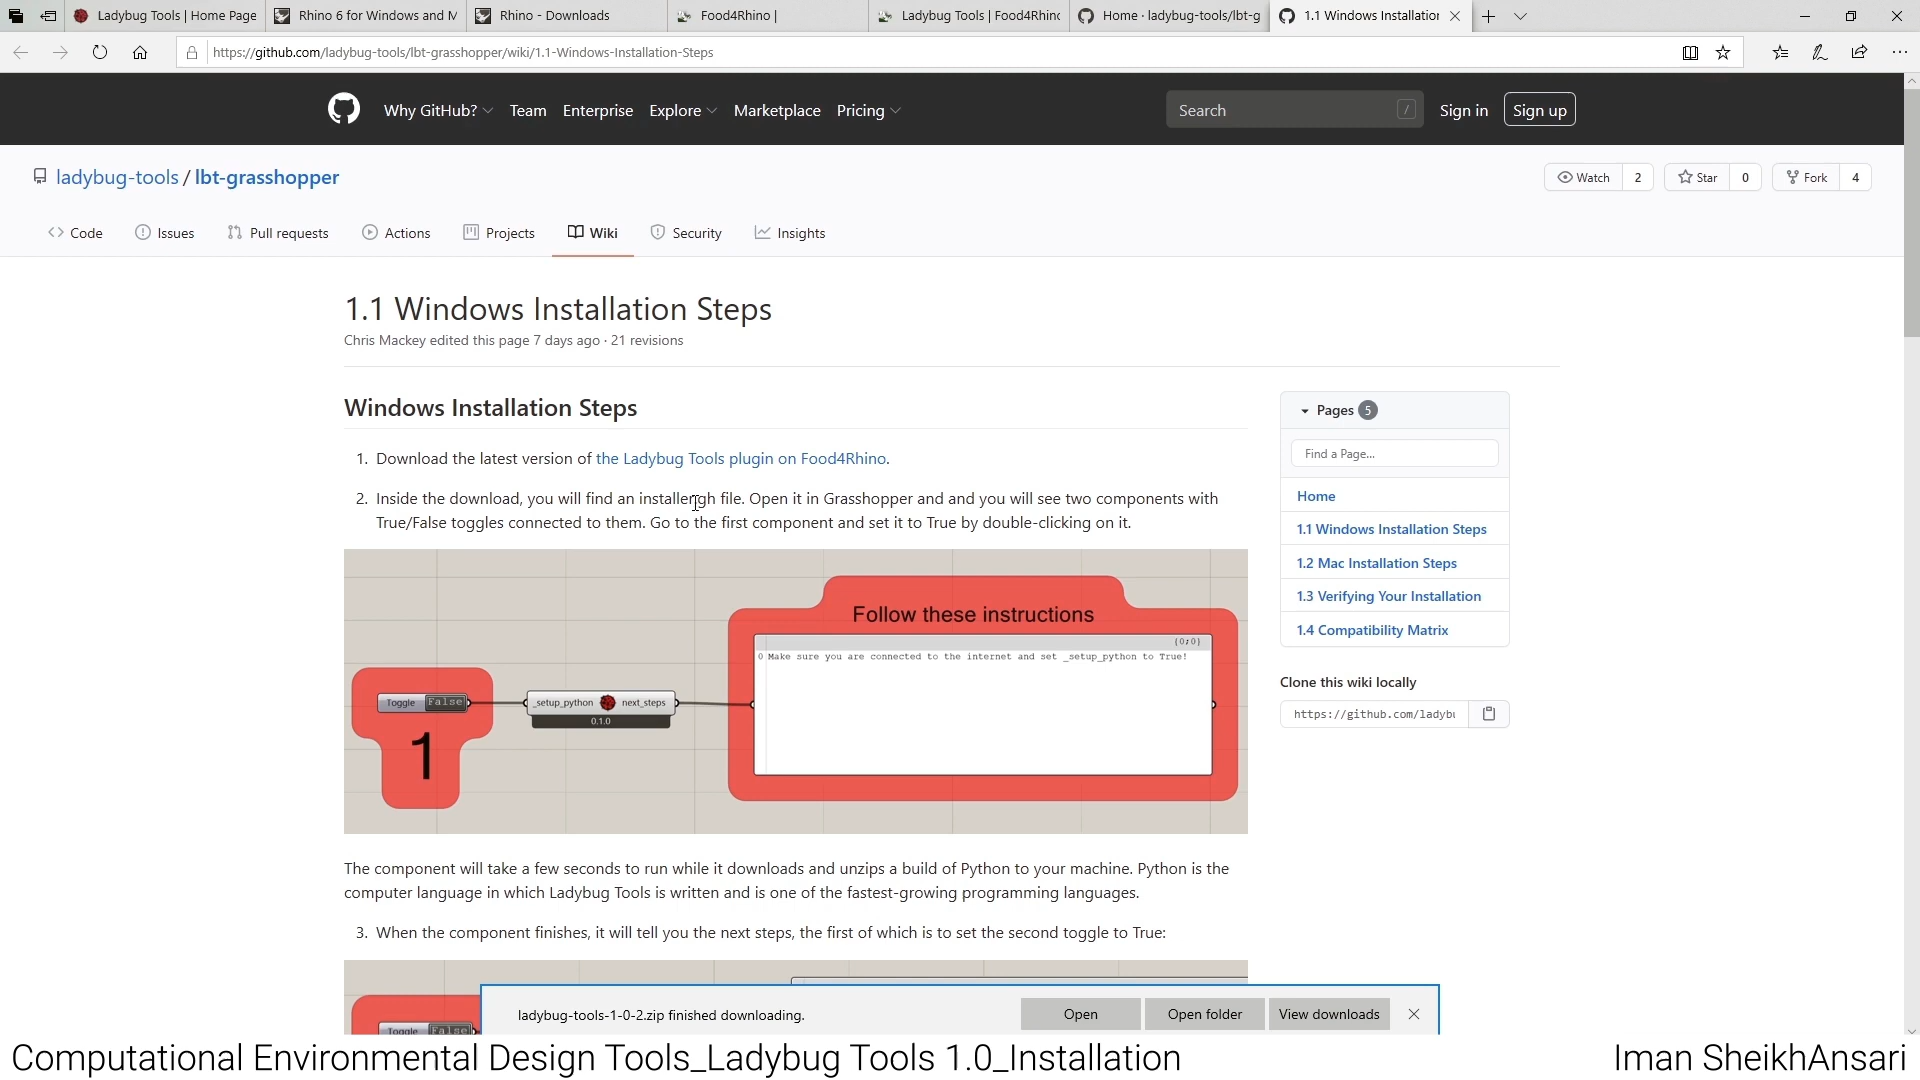 Ladybug Tools | Home Page
Rhino 6 for Windows and M
Rhino - Downloads
Food4Rhino |
Ladybug Tools | Food4Rhino
Home · ladybug-tools/lbt-g
1.1 Windows Installation
https://github.com/ladybug-tools/lbt-grasshopper/wiki/1.1-Windows-Installation-Steps
Why GitHub? Team Enterprise Explore Marketplace Pricing Search / Sign in Sign up
ladybug-tools / lbt-grasshopper
Watch 2 Star 0 Fork 4
Code Issues Pull requests Actions Projects Wiki Security Insights
1.1 Windows Installation Steps
Chris Mackey edited this page 7 days ago · 21 revisions
Windows Installation Steps
1. Download the latest version of the Ladybug Tools plugin on Food4Rhino.
2. Inside the download, you will find an installer.gh file. Open it in Grasshopper and and you will see two components with
True/False toggles connected to them. Go to the first component and set it to True by double-clicking on it.
Follow these instructions
{0;0}
0 Make sure you are connected to the internet and set _setup_python to True!
Toggle False
_setup_python next_steps
0.1.0
1
The component will take a few seconds to run while it downloads and unzips a build of Python to your machine. Python is the
computer language in which Ladybug Tools is written and is one of the fastest-growing programming languages.
3. When the component finishes, it will tell you the next steps, the first of which is to set the second toggle to True:
Toggle False
Pages 5
Find a Page...
Home
1.1 Windows Installation Steps
1.2 Mac Installation Steps
1.3 Verifying Your Installation
1.4 Compatibility Matrix
Clone this wiki locally
https://github.com/ladybu
ladybug-tools-1-0-2.zip finished downloading.
Open Open folder View downloads
Computational Environmental Design Tools_Ladybug Tools 1.0_Installation
Iman SheikhAnsari